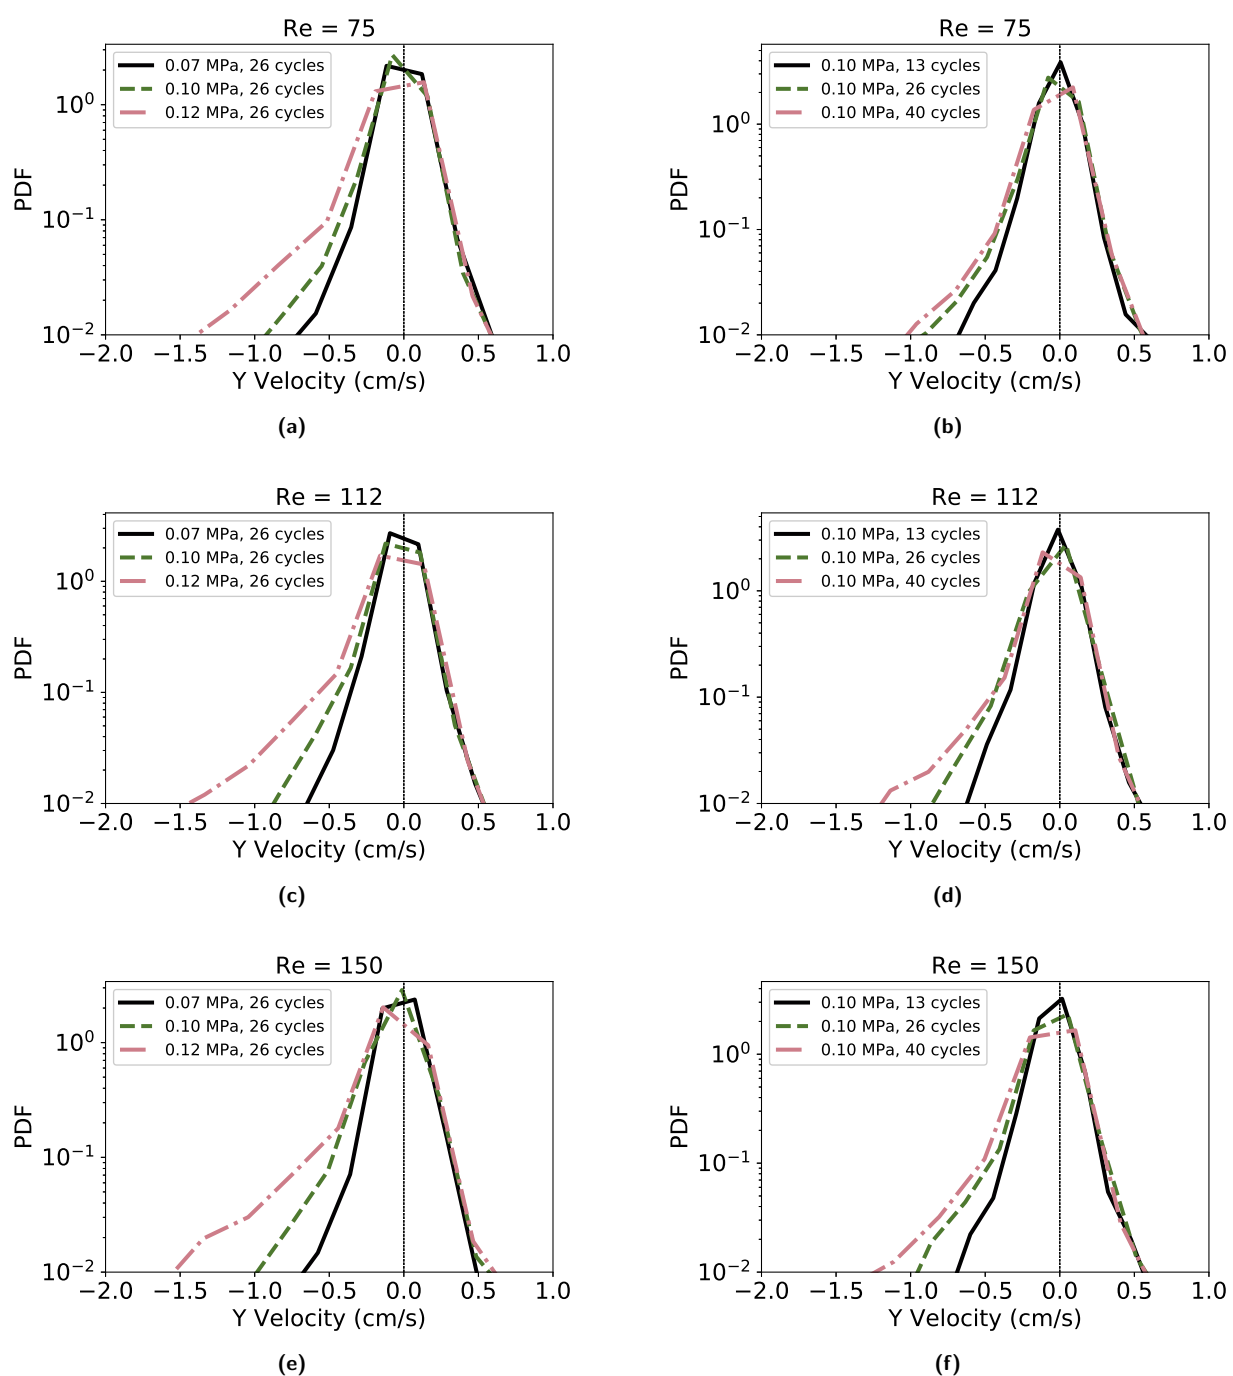 Re = 75
0.07 MPa, 26 cycles
0.10 MPa, 26 cycles
0.12 MPa, 26 cycles
PDF
10⁰
10⁻¹
10⁻²
−2.0 −1.5 −1.0 −0.5 0.0 0.5 1.0
Y Velocity (cm/s)
(a)
Re = 75
0.10 MPa, 13 cycles
0.10 MPa, 26 cycles
0.10 MPa, 40 cycles
PDF
10⁰
10⁻¹
10⁻²
−2.0 −1.5 −1.0 −0.5 0.0 0.5 1.0
Y Velocity (cm/s)
(b)
Re = 112
0.07 MPa, 26 cycles
0.10 MPa, 26 cycles
0.12 MPa, 26 cycles
PDF
10⁰
10⁻¹
10⁻²
−2.0 −1.5 −1.0 −0.5 0.0 0.5 1.0
Y Velocity (cm/s)
(c)
Re = 112
0.10 MPa, 13 cycles
0.10 MPa, 26 cycles
0.10 MPa, 40 cycles
PDF
10⁰
10⁻¹
10⁻²
−2.0 −1.5 −1.0 −0.5 0.0 0.5 1.0
Y Velocity (cm/s)
(d)
Re = 150
0.07 MPa, 26 cycles
0.10 MPa, 26 cycles
0.12 MPa, 26 cycles
PDF
10⁰
10⁻¹
10⁻²
−2.0 −1.5 −1.0 −0.5 0.0 0.5 1.0
Y Velocity (cm/s)
(e)
Re = 150
0.10 MPa, 13 cycles
0.10 MPa, 26 cycles
0.10 MPa, 40 cycles
PDF
10⁰
10⁻¹
10⁻²
−2.0 −1.5 −1.0 −0.5 0.0 0.5 1.0
Y Velocity (cm/s)
(f)